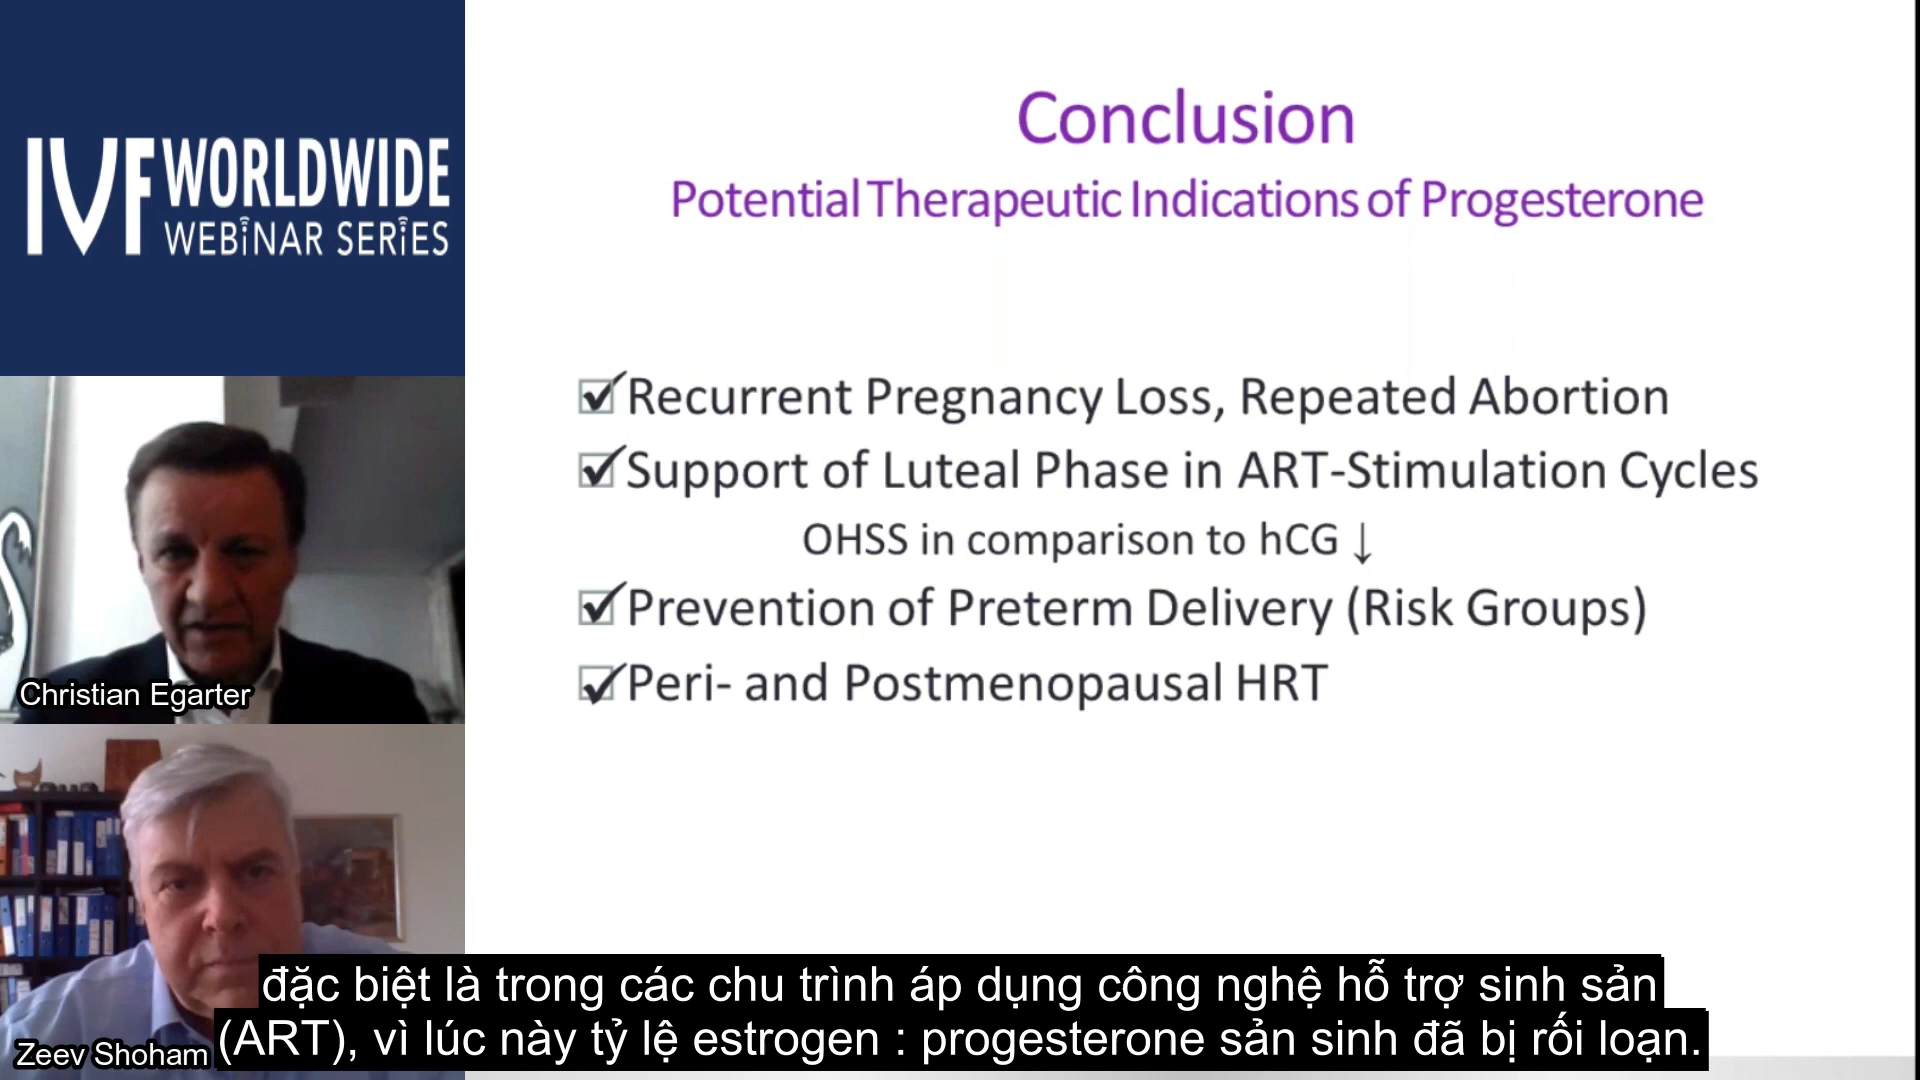 IVF WORLDWIDE
WEBINAR SERIES
Conclusion
Potential Therapeutic Indications of Progesterone
Recurrent Pregnancy Loss, Repeated Abortion
Support of Luteal Phase in ART-Stimulation Cycles
OHSS in comparison to hCG ↓
Prevention of Preterm Delivery (Risk Groups)
Peri- and Postmenopausal HRT
Christian Egarter
Zeev Shoham
đặc biệt là trong các chu trình áp dụng công nghệ hỗ trợ sinh sản
(ART), vì lúc này tỷ lệ estrogen : progesterone sản sinh đã bị rối loạn.